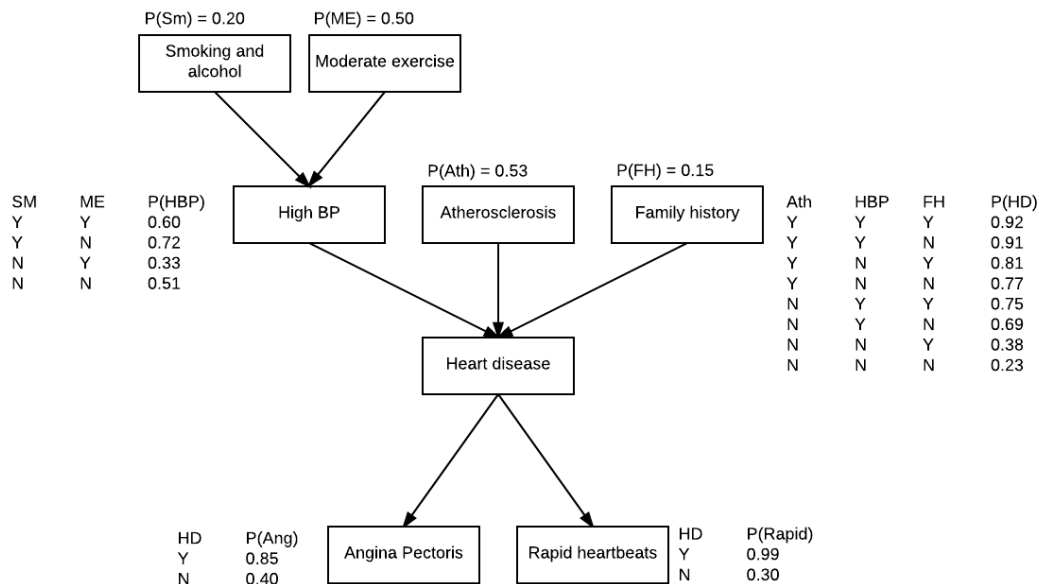 P(Sm) = 0.20
P(ME) = 0.50
Smoking and
alcohol
Moderate exercise
P(Ath) = 0.53
P(FH) = 0.15
SM ME P(HBP)
Y Y 0.60
Y N 0.72
N Y 0.33
N N 0.51
High BP
Atherosclerosis
Family history
Ath HBP FH P(HD)
Y Y Y 0.92
Y Y N 0.91
Y N Y 0.81
Y N N 0.77
N Y Y 0.75
N Y N 0.69
N N Y 0.38
N N N 0.23
Heart disease
HD P(Ang)
Y 0.85
N 0.40
Angina Pectoris
Rapid heartbeats
HD P(Rapid)
Y 0.99
N 0.30